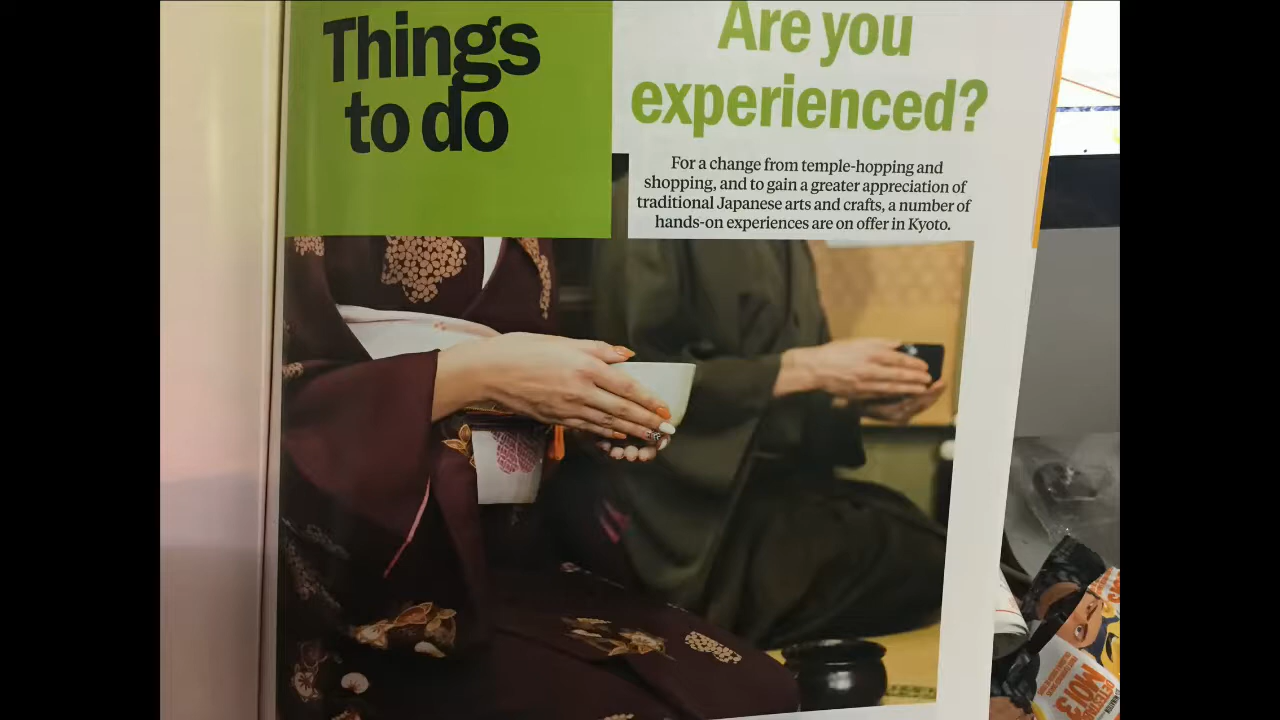 Things
to do
Are you
experienced?
For a change from temple-hopping and
shopping, and to gain a greater appreciation of
traditional Japanese arts and crafts, a number of
hands-on experiences are on offer in Kyoto.